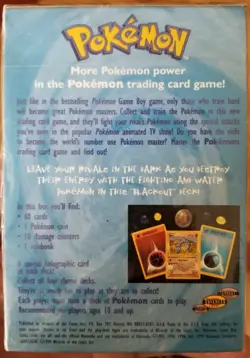 POKéMON
More Pokémon power
in the Pokémon trading card game!
Just like in the bestselling Pokémon Game Boy game, only those who train hard
will become great Pokémon masters. Collect and train the Pokémon in this new
trading card game, and they'll fight your rivals' Pokémon using the special attacks
you've seen in the popular Pokémon animated TV show! Do you have the skills
to become the world's number one Pokémon master? Master the Pokémon
trading card game and find out!
Leave your rivals in the dark as you destroy
their energy with the Fighting and Water
Pokémon in this "Blackout" deck!
In this box you'll find:
• 60 cards
• 1 Pokémon coin
• 10 damage counters
• 1 rulebook
A special holographic card
in each deck!
Collect all four theme decks.
They're as much fun to play as they are to collect!
Each player must have a deck of Pokémon cards to play.
Recommended for players ages 10 and up.